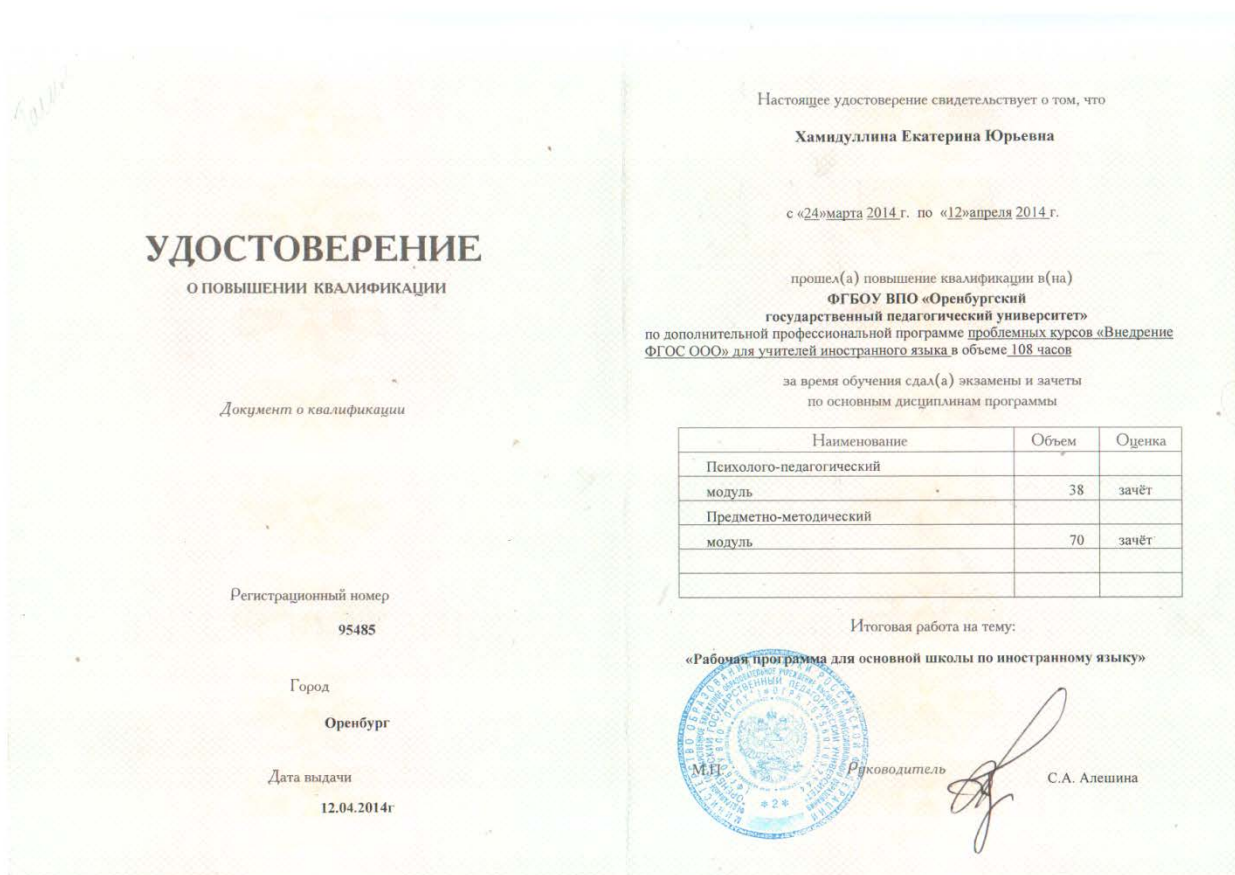 УДОСТОВЕРЕНИЕ
О ПОВЫШЕНИИ КВАЛИФИКАЦИИ
Документ о квалификации
Регистрационный номер
95485
Город
Оренбург
Дата выдачи
12.04.2014г
Настоящее удостоверение свидетельствует о том, что
Хамидуллина Екатерина Юрьевна
с «24»марта 2014 г. по «12»апреля 2014 г.
прошел(а) повышение квалификации в(на)
ФГБОУ ВПО «Оренбургский
государственный педагогический университет»
по дополнительной профессиональной программе проблемных курсов «Внедрение
ФГОС ООО» для учителей иностранного языка в объеме 108 часов
за время обучения сдал(а) экзамены и зачеты
по основным дисциплинам программы
Наименование Объем Оценка
Психолого-педагогический
модуль 38 зачёт
Предметно-методический
модуль 70 зачёт
Итоговая работа на тему:
«Рабочая программа для основной школы по иностранному языку»
М.П. Руководитель С.А. Алешина
* 2 *